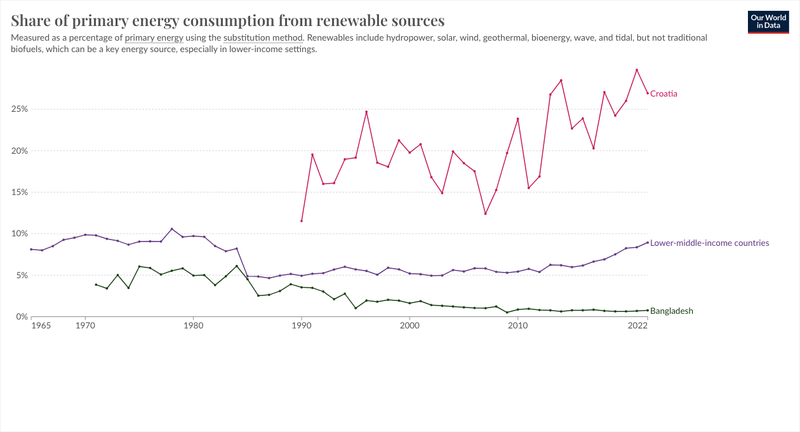 Share of primary energy consumption from renewable sources
Our World
in Data
Measured as a percentage of primary energy using the substitution method. Renewables include hydropower, solar, wind, geothermal, bioenergy, wave, and tidal, but not traditional
biofuels, which can be a key energy source, especially in lower-income settings.
25%
20%
15%
10%
5%
0%
Croatia
Lower-middle-income countries
Bangladesh
1965
1970
1980
1990
2000
2010
2022